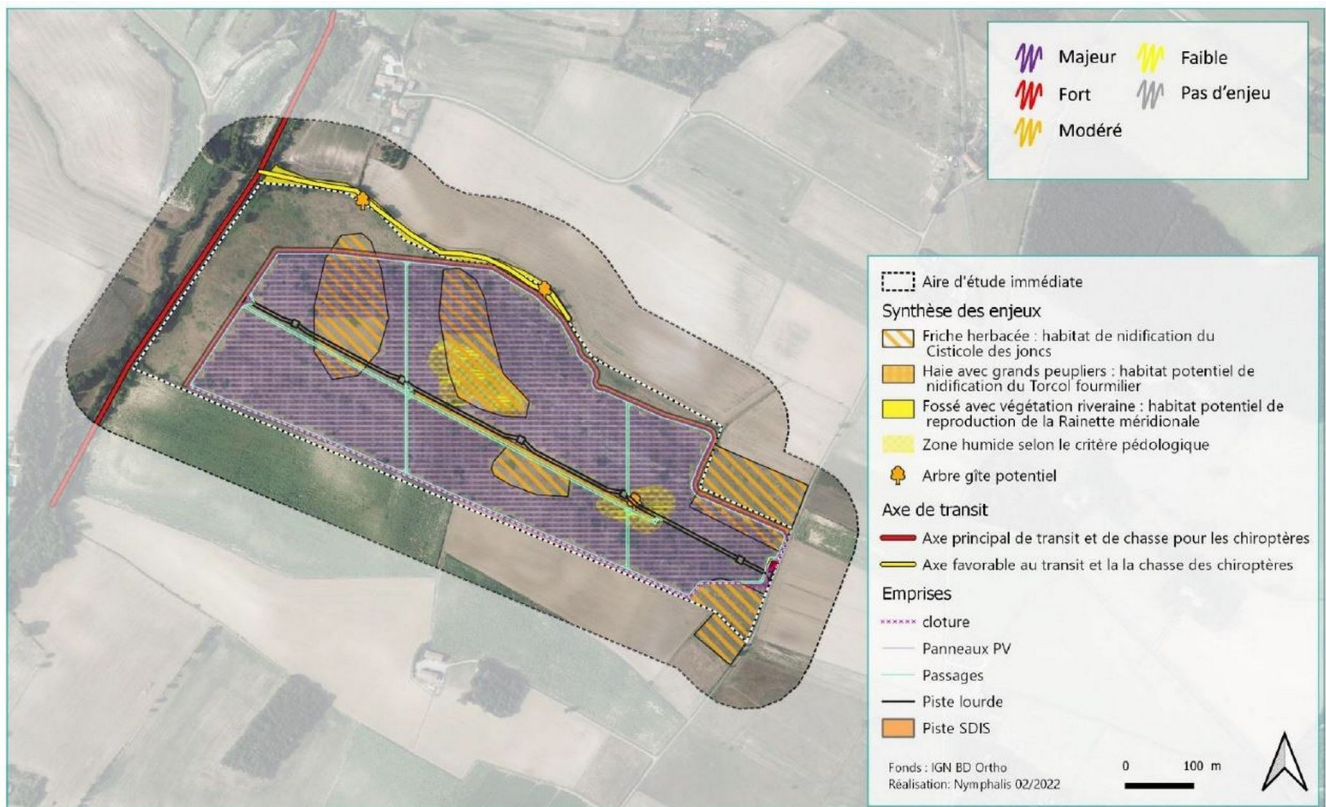 Majeur
Faible
Fort
Pas d'enjeu
Modéré
Aire d'étude immédiate
Synthèse des enjeux
Friche herbacée : habitat de nidification du
Cisticole des joncs
Haie avec grands peupliers : habitat potentiel de
nidification du Torcol fourmilier
Fossé avec végétation riveraine : habitat potentiel de
reproduction de la Rainette méridionale
Zone humide selon le critère pédologique
Arbre gîte potentiel
Axe de transit
Axe principal de transit et de chasse pour les chiroptères
Axe favorable au transit et la la chasse des chiroptères
Emprises
cloture
Panneaux PV
Passages
Piste lourde
Piste SDIS
Fonds : IGN BD Ortho
Réalisation: Nymphalis 02/2022
0 100 m